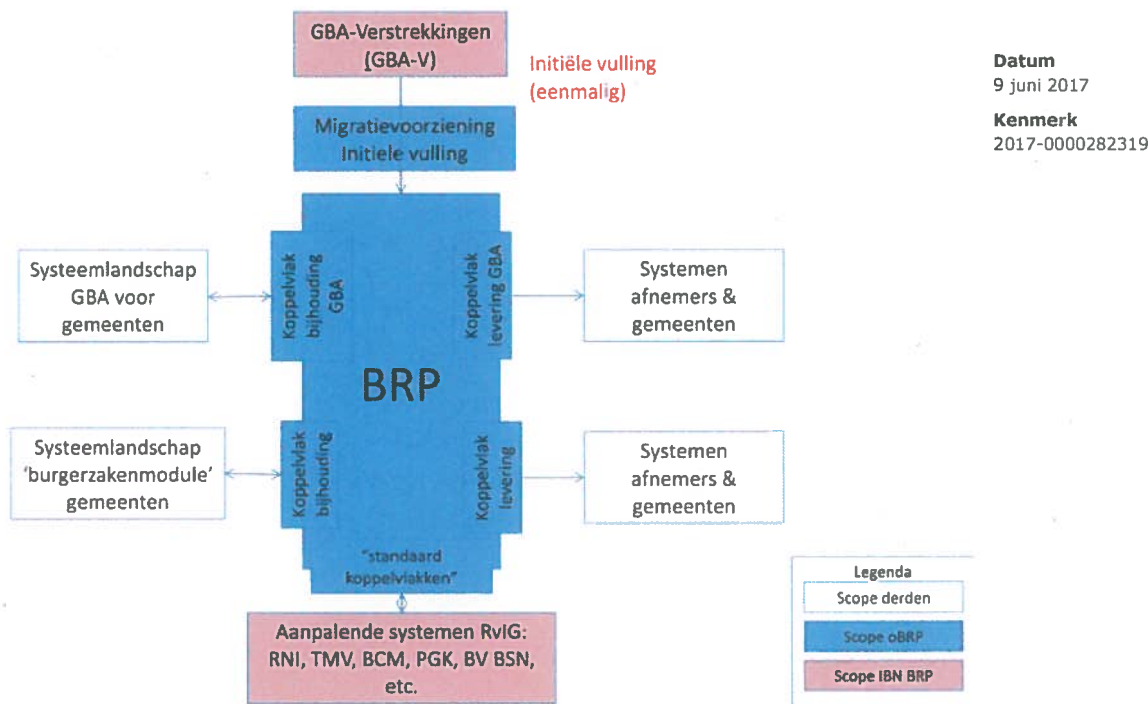 GBA-Verstrekkingen
(GBA-V)
Initiële vulling
(eenmalig)
Datum
9 juni 2017
Kenmerk
2017-0000282319
Migratievoorziening
Initiele vulling
Systeemlandschap
GBA voor
gemeenten
Koppelvlak
bijhouding
GBA
Koppelvlak
levering GBA
Systemen
afnemers &
gemeenten
BRP
Systeemlandschap
‘burgerzakenmodule’
gemeenten
Koppelvlak
bijhouding
Koppelvlak
levering
Systemen
afnemers &
gemeenten
“standaard
koppelvlakken”
Aanpalende systemen RvIG:
RNI, TMV, BCM, PGK, BV BSN,
etc.
Legenda
Scope derden
Scope oBRP
Scope IBN BRP